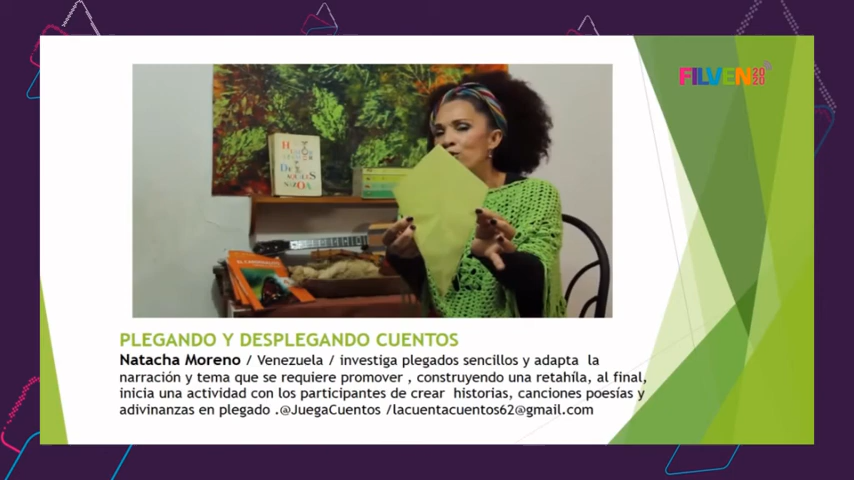 FILVEN 2020
PLEGANDO Y DESPLEGANDO CUENTOS
Natacha Moreno / Venezuela / investiga plegados sencillos y adapta la
narración y tema que se requiere promover , construyendo una retahíla, al final,
inicia una actividad con los participantes de crear historias, canciones poesías y
adivinanzas en plegado .@JuegaCuentos /lacuentacuentos62@gmail.com